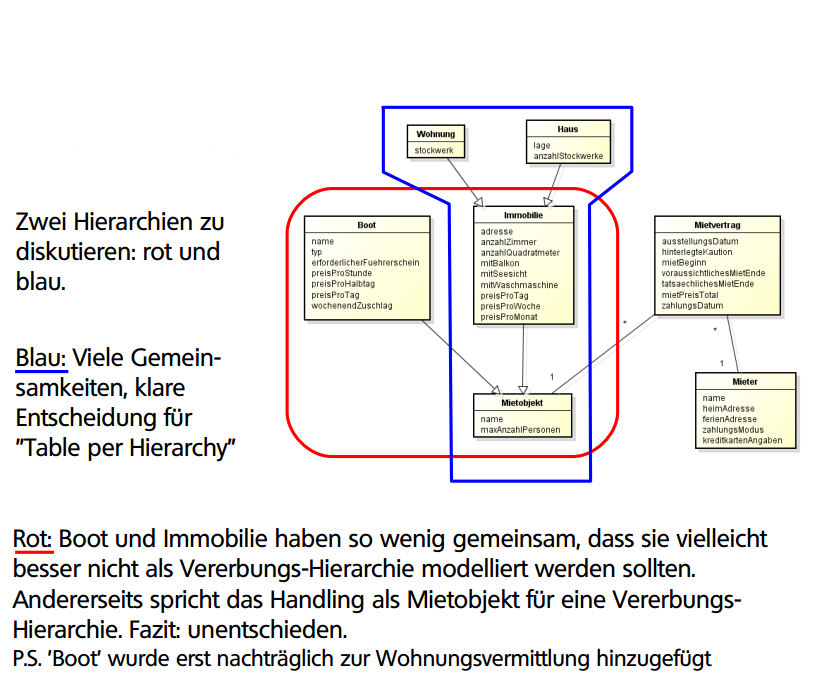 Wohnung
stockwerk
Haus
lage
anzahlStockwerke
Zwei Hierarchien zu
diskutieren: rot und
blau.
Blau: Viele Gemein-
samkeiten, klare
Entscheidung für
"Table per Hierarchy"
Boot
name
typ
erforderlicherFuehrerschein
preisProStunde
preisProHalbtag
preisProTag
wochenendZuschlag
Immobilie
adresse
anzahlZimmer
anzahlQuadratmeter
mitBalkon
mitSeesicht
mitWaschmaschine
preisProTag
preisProWoche
preisProMonat
Mietvertrag
ausstellungsDatum
hinterlegteKaution
mietBeginn
voraussichtlichesMietEnde
tatsaechlichesMietEnde
mietPreisTotal
zahlungsDatum
*
1
*
1
Mietobjekt
name
maxAnzahlPersonen
Mieter
name
heimAdresse
ferienAdresse
zahlungsModus
kreditkartenAngaben
Rot: Boot und Immobilie haben so wenig gemeinsam, dass sie vielleicht
besser nicht als Vererbungs-Hierarchie modelliert werden sollten.
Andererseits spricht das Handling als Mietobjekt für eine Vererbungs-
Hierarchie. Fazit: unentschieden.
P.S. 'Boot' wurde erst nachträglich zur Wohnungsvermittlung hinzugefügt